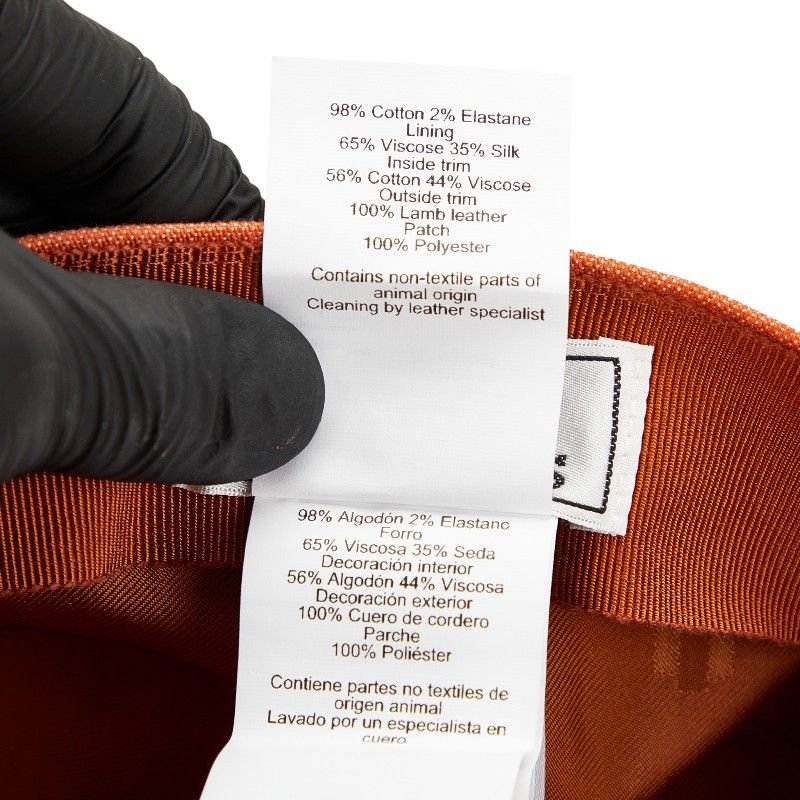 98% Cotton 2% Elastane
Lining
65% Viscose 35% Silk
Inside trim
56% Cotton 44% Viscose
Outside trim
100% Lamb leather
Patch
100% Polyester
Contains non-textile parts of
animal origin
Cleaning by leather specialist
98% Algodón 2% Elastano
Forro
65% Viscosa 35% Seda
Decoración interior
56% Algodón 44% Viscosa
Decoración exterior
100% Cuero de cordero
Parche
100% Poliéster
Contiene partes no textiles de
origen animal
Lavado por un especialista en
cuero